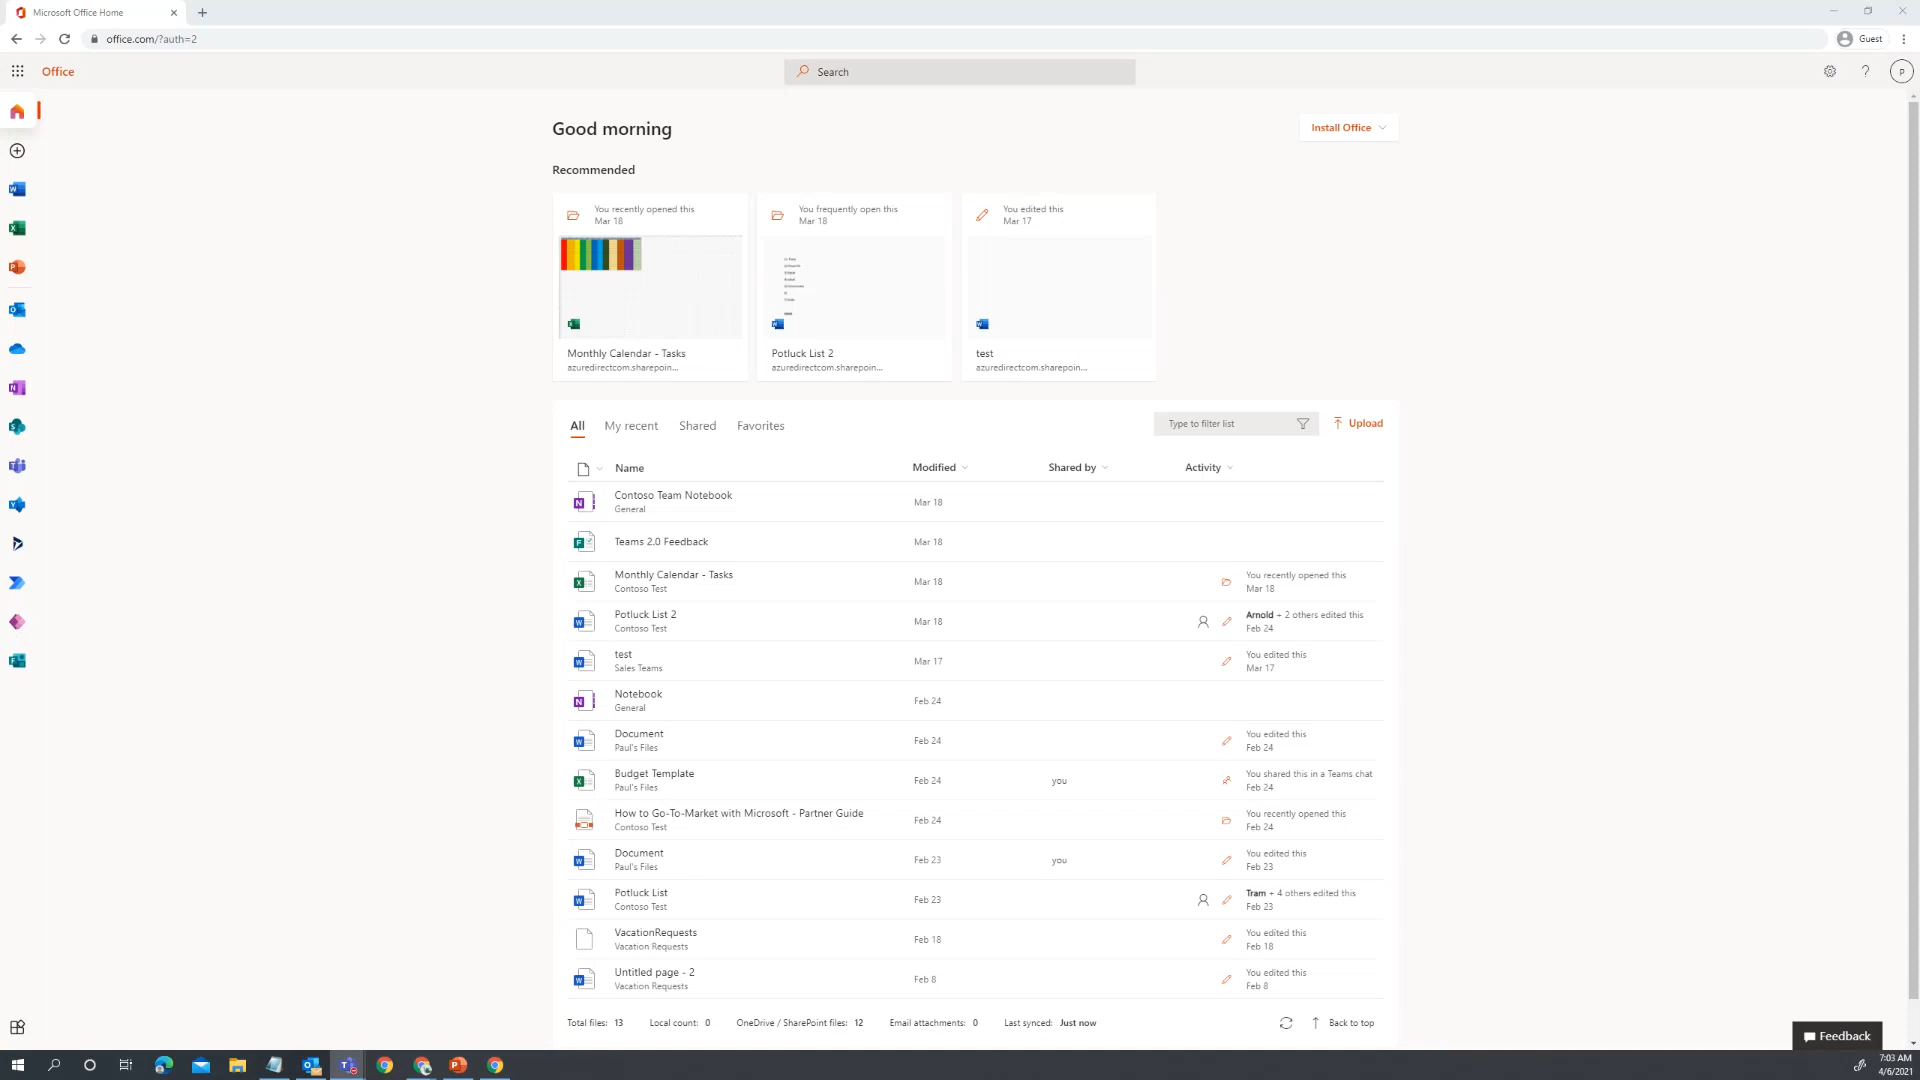 Microsoft Office Home
office.com/?auth=2
Guest
Office
Search
P
Good morning
Install Office
Recommended
You recently opened this
Mar 18
You frequently open this
Mar 18
You edited this
Mar 17
Monthly Calendar - Tasks
azuredirectcom.sharepoin...
Potluck List 2
azuredirectcom.sharepoin...
test
azuredirectcom.sharepoin...
All My recent Shared Favorites
Type to filter list
Upload
Name Modified Shared by Activity
Contoso Team Notebook
General
Mar 18
Teams 2.0 Feedback
Mar 18
Monthly Calendar - Tasks
Contoso Test
Mar 18
You recently opened this
Mar 18
Potluck List 2
Contoso Test
Mar 18
Arnold + 2 others edited this
Feb 24
test
Sales Teams
Mar 17
You edited this
Mar 17
Notebook
General
Feb 24
Document
Paul's Files
Feb 24
You edited this
Feb 24
Budget Template
Paul's Files
Feb 24
you
You shared this in a Teams chat
Feb 24
How to Go-To-Market with Microsoft - Partner Guide
Contoso Test
Feb 24
You recently opened this
Feb 24
Document
Paul's Files
Feb 23
you
You edited this
Feb 23
Potluck List
Contoso Test
Feb 23
Tram + 4 others edited this
Feb 23
VacationRequests
Vacation Requests
Feb 18
You edited this
Feb 18
Untitled page - 2
Vacation Requests
Feb 8
You edited this
Feb 8
Total files: 13 Local count: 0 OneDrive / SharePoint files: 12 Email attachments: 0 Last synced: Just now
Back to top
Feedback
7:03 AM
4/6/2021